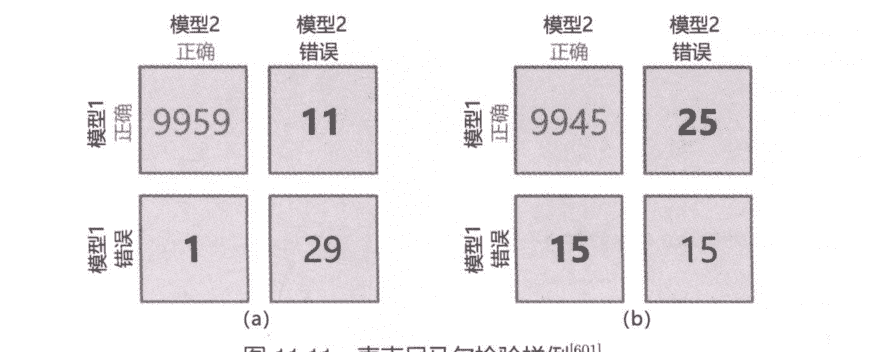 模型2 模型2 模型2 模型2
正确 错误 正确 错误
模型1 正确 9959 11 模型1 正确 9945 25
模型1 错误 1 29 模型1 错误 15 15
(a) (b)